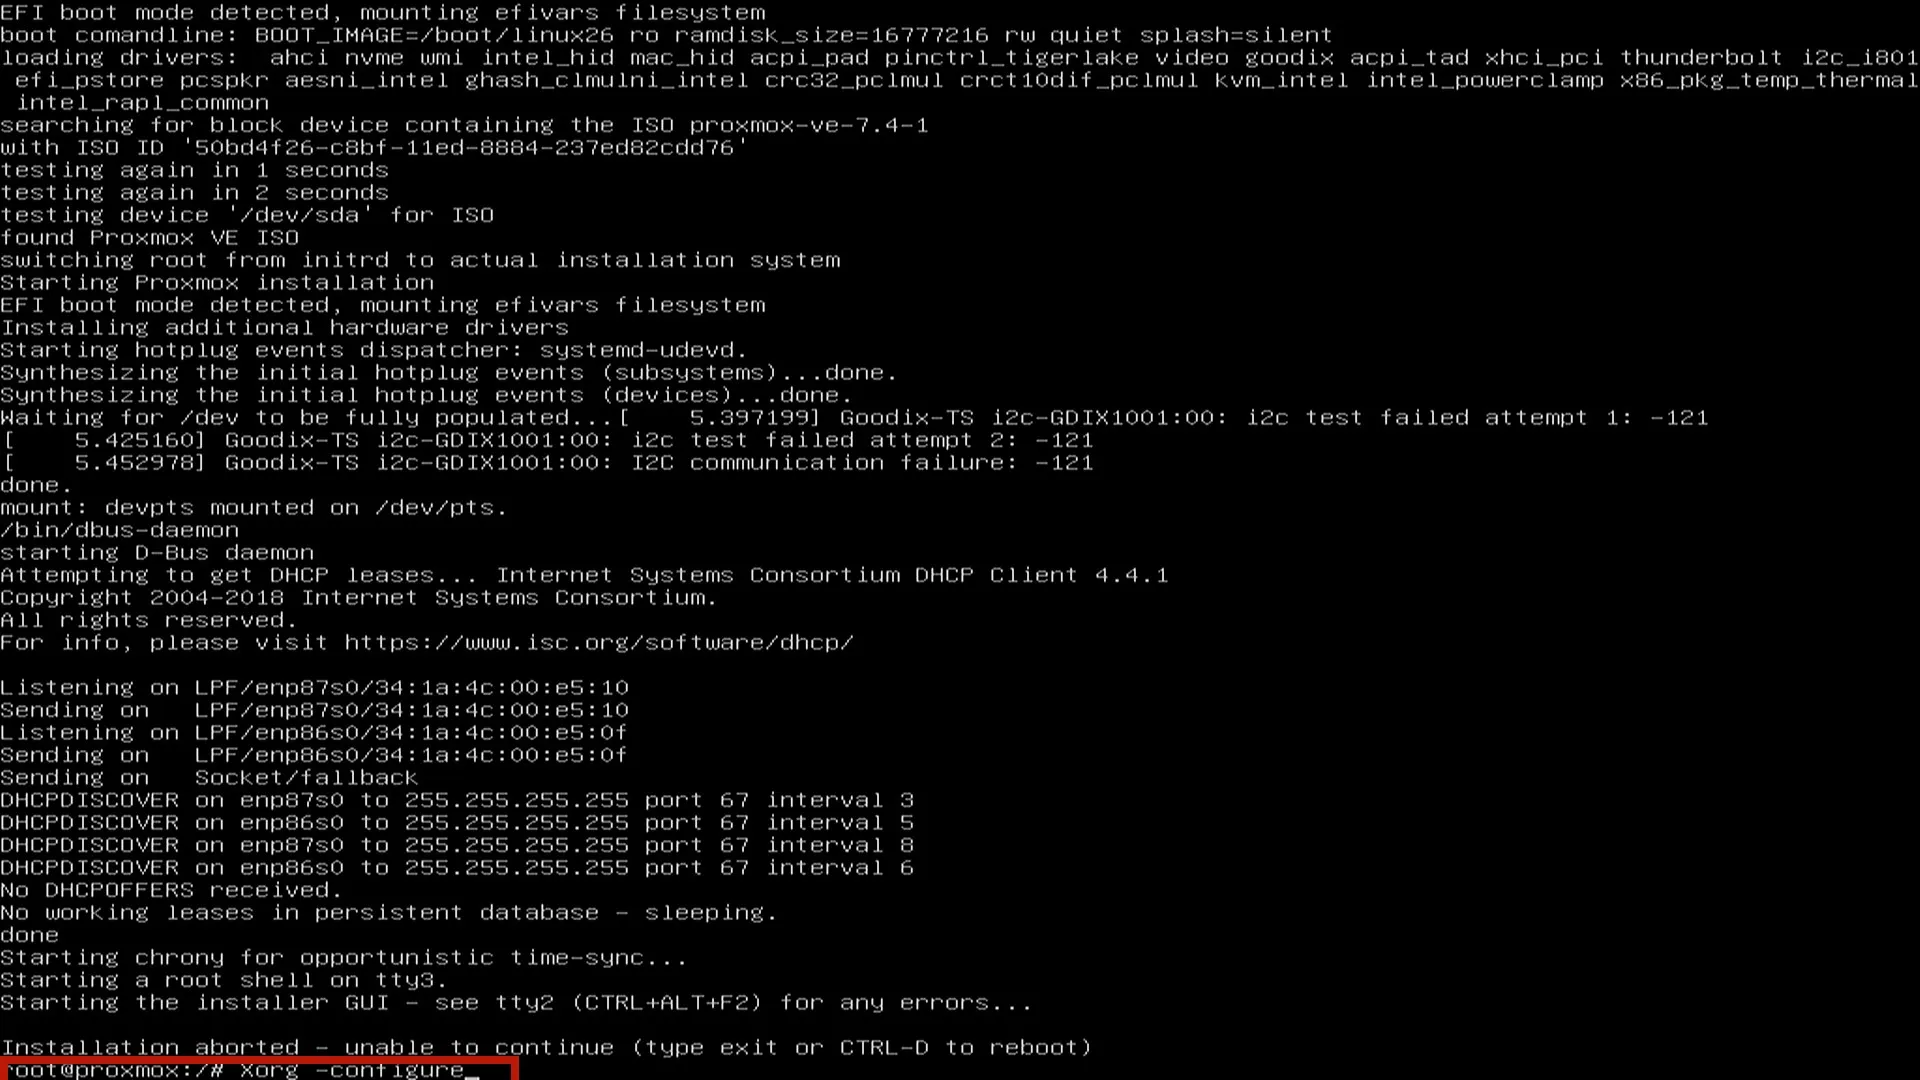 EFI boot mode detected, mounting efivars filesystem
boot comandline: BOOT_IMAGE=/boot/linux26 ro ramdisk_size=16777216 rw quiet splash=silent
loading drivers:  ahci nvme wmi intel_hid mac_hid acpi_pad pinctrl_tigerlake video goodix acpi_tad xhci_pci thunderbolt i2c_i801
efi_pstore pcspkr aesni_intel ghash_clmulni_intel crc32_pclmul crct10dif_pclmul kvm_intel intel_powerclamp x86_pkg_temp_thermal
intel_rapl_common
searching for block device containing the ISO proxmox-ve-7.4-1
with ISO ID '50bd4f26-c8bf-11ed-8884-237ed82cdd76'
testing again in 1 seconds
testing again in 2 seconds
testing device '/dev/sda' for ISO
found Proxmox VE ISO
switching root from initrd to actual installation system
Starting Proxmox installation
EFI boot mode detected, mounting efivars filesystem
Installing additional hardware drivers
Starting hotplug events dispatcher: systemd-udevd.
Synthesizing the initial hotplug events (subsystems)...done.
Synthesizing the initial hotplug events (devices)...done.
Waiting for /dev to be fully populated...[    5.397199] Goodix-TS i2c-GDIX1001:00: i2c test failed attempt 1: -121
[    5.425160] Goodix-TS i2c-GDIX1001:00: i2c test failed attempt 2: -121
[    5.452978] Goodix-TS i2c-GDIX1001:00: I2C communication failure: -121
done.
mount: devpts mounted on /dev/pts.
/bin/dbus-daemon
starting D-Bus daemon
Attempting to get DHCP leases... Internet Systems Consortium DHCP Client 4.4.1
Copyright 2004-2018 Internet Systems Consortium.
All rights reserved.
For info, please visit https://www.isc.org/software/dhcp/
Listening on LPF/enp87s0/34:1a:4c:00:e5:10
Sending on   LPF/enp87s0/34:1a:4c:00:e5:10
Listening on LPF/enp86s0/34:1a:4c:00:e5:0f
Sending on   LPF/enp86s0/34:1a:4c:00:e5:0f
Sending on   Socket/fallback
DHCPDISCOVER on enp87s0 to 255.255.255.255 port 67 interval 3
DHCPDISCOVER on enp86s0 to 255.255.255.255 port 67 interval 5
DHCPDISCOVER on enp87s0 to 255.255.255.255 port 67 interval 8
DHCPDISCOVER on enp86s0 to 255.255.255.255 port 67 interval 6
No DHCPOFFERS received.
No working leases in persistent database - sleeping.
done
Starting chrony for opportunistic time-sync...
Starting a root shell on tty3.
Starting the installer GUI - see tty2 (CTRL+ALT+F2) for any errors...
Installation aborted - unable to continue (type exit or CTRL-D to reboot)
root@proxmox:/# Xorg -configure_